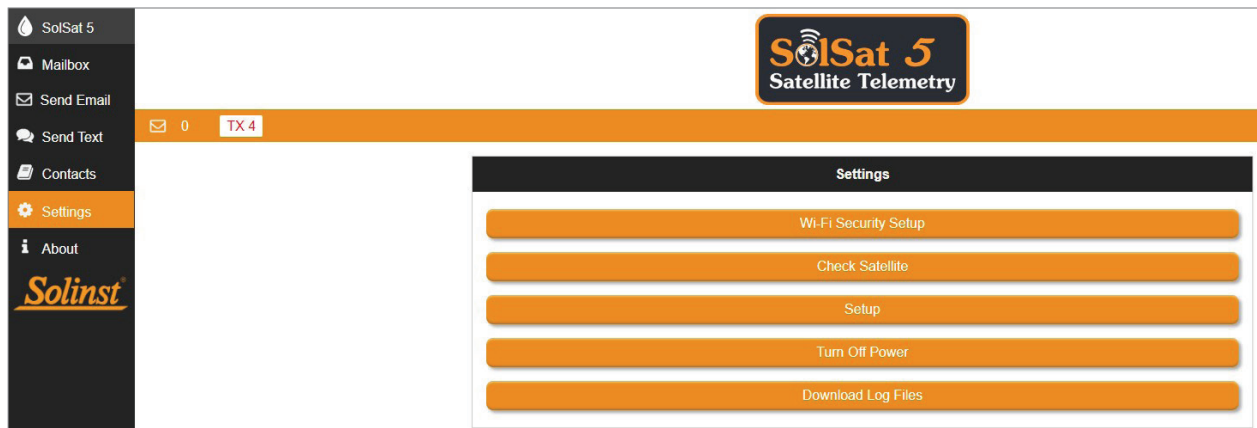 SolSat 5
Mailbox
Send Email
Send Text
Contacts
Settings
About
Solinst®
SolSat 5
Satellite Telemetry
0 TX 4
Settings
Wi-Fi Security Setup
Check Satellite
Setup
Turn Off Power
Download Log Files